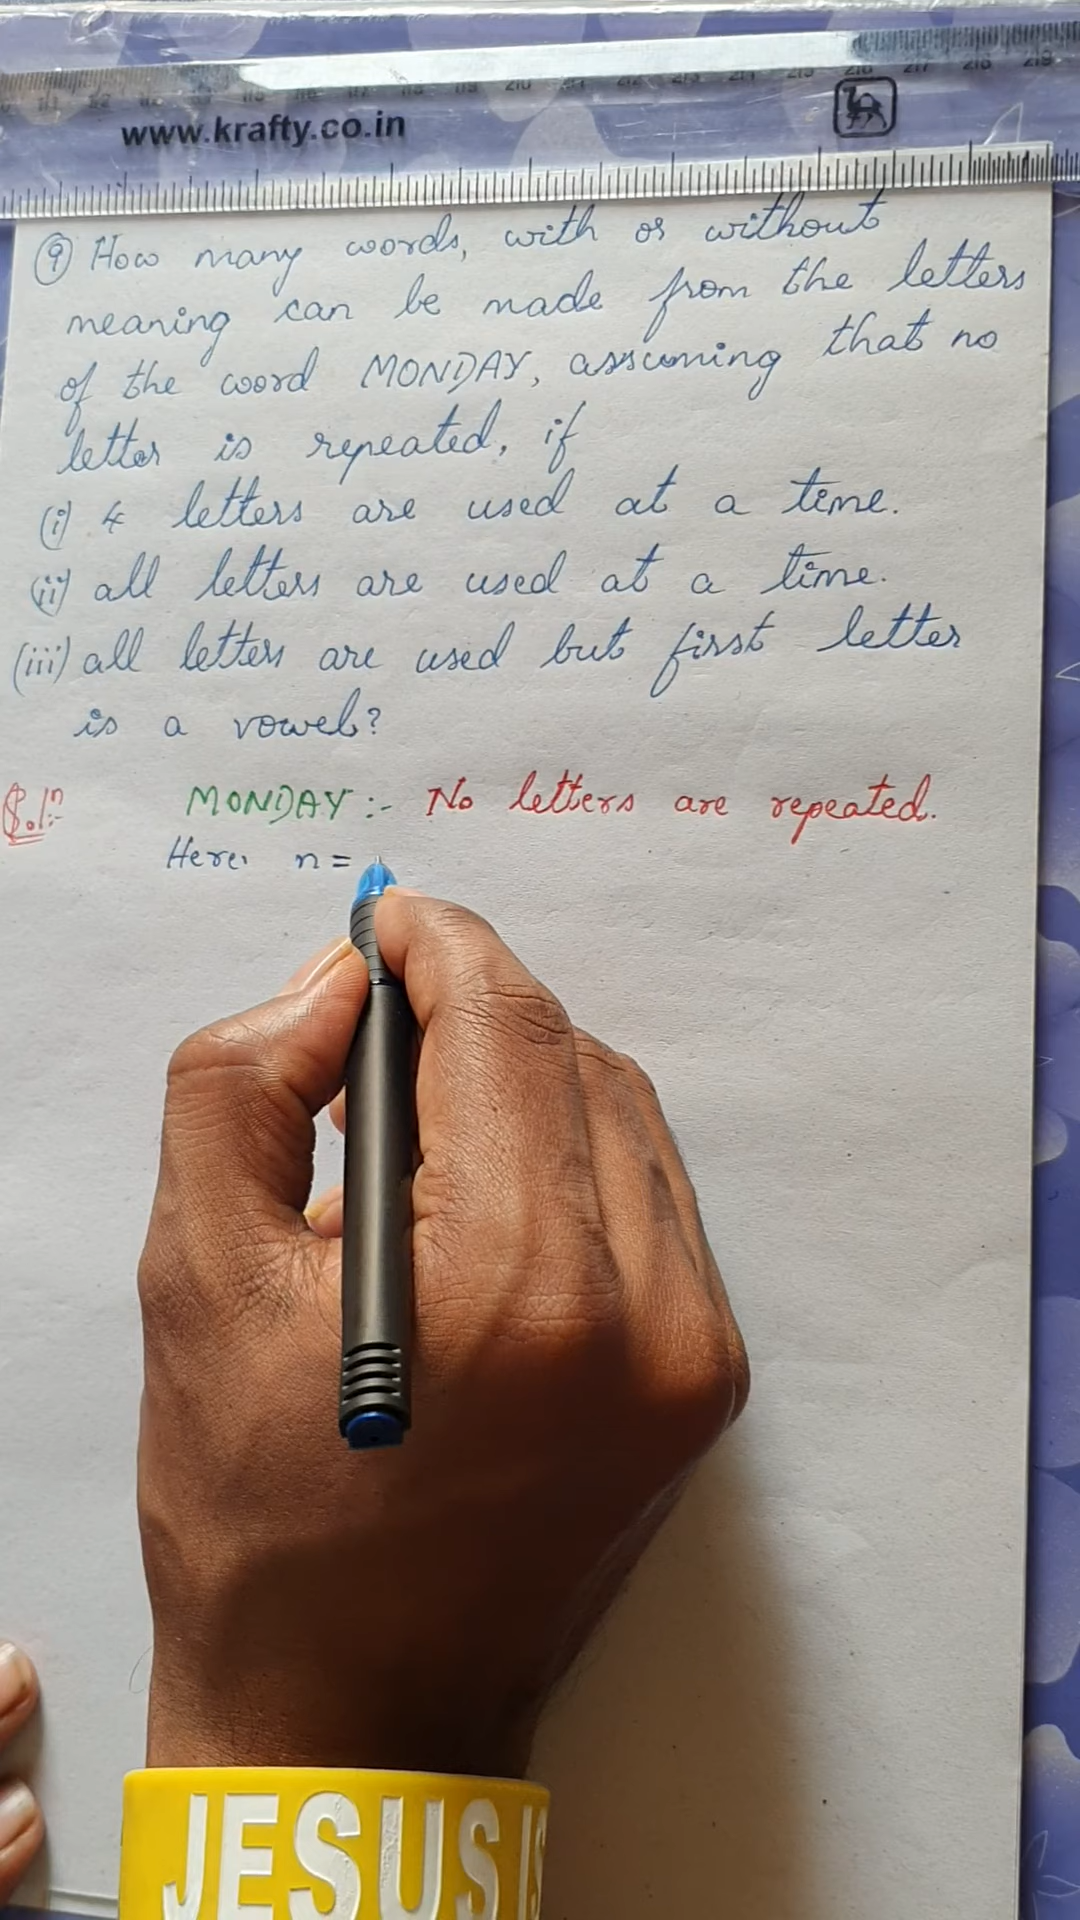 www.krafty.co.in
⑨ How many words, with or without
meaning can be made from the letters
of the word MONDAY, assuming that no
letter is repeated, if
(i) 4 letters are used at a time.
(ii) all letters are used at a time.
(iii) all letters are used but first letter
is a vowel?
Sol:- MONDAY :- No letters are repeated.
Here, n =
JESUS IS